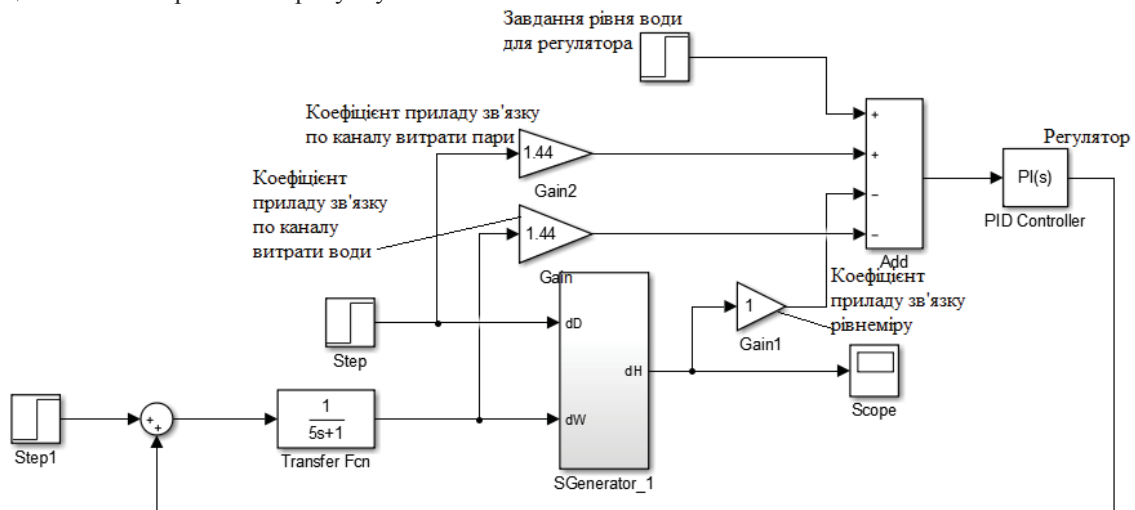 Завдання рівня води
для регулятора
Коефіцієнт приладу зв'язку
по каналу витрати пари
1.44
Gain2
Коефіцієнт
приладу зв'язку
по каналу
витрати води
1.44
Gain
+
+
−
−
Add
Регулятор
PI(s)
PID Controller
Коефіцієнт
приладу зв'язку
рівнеміру
1
Gain1
Step
dD
dH
dW
SGenerator_1
Scope
Step1
+
+
1
5s+1
Transfer Fcn